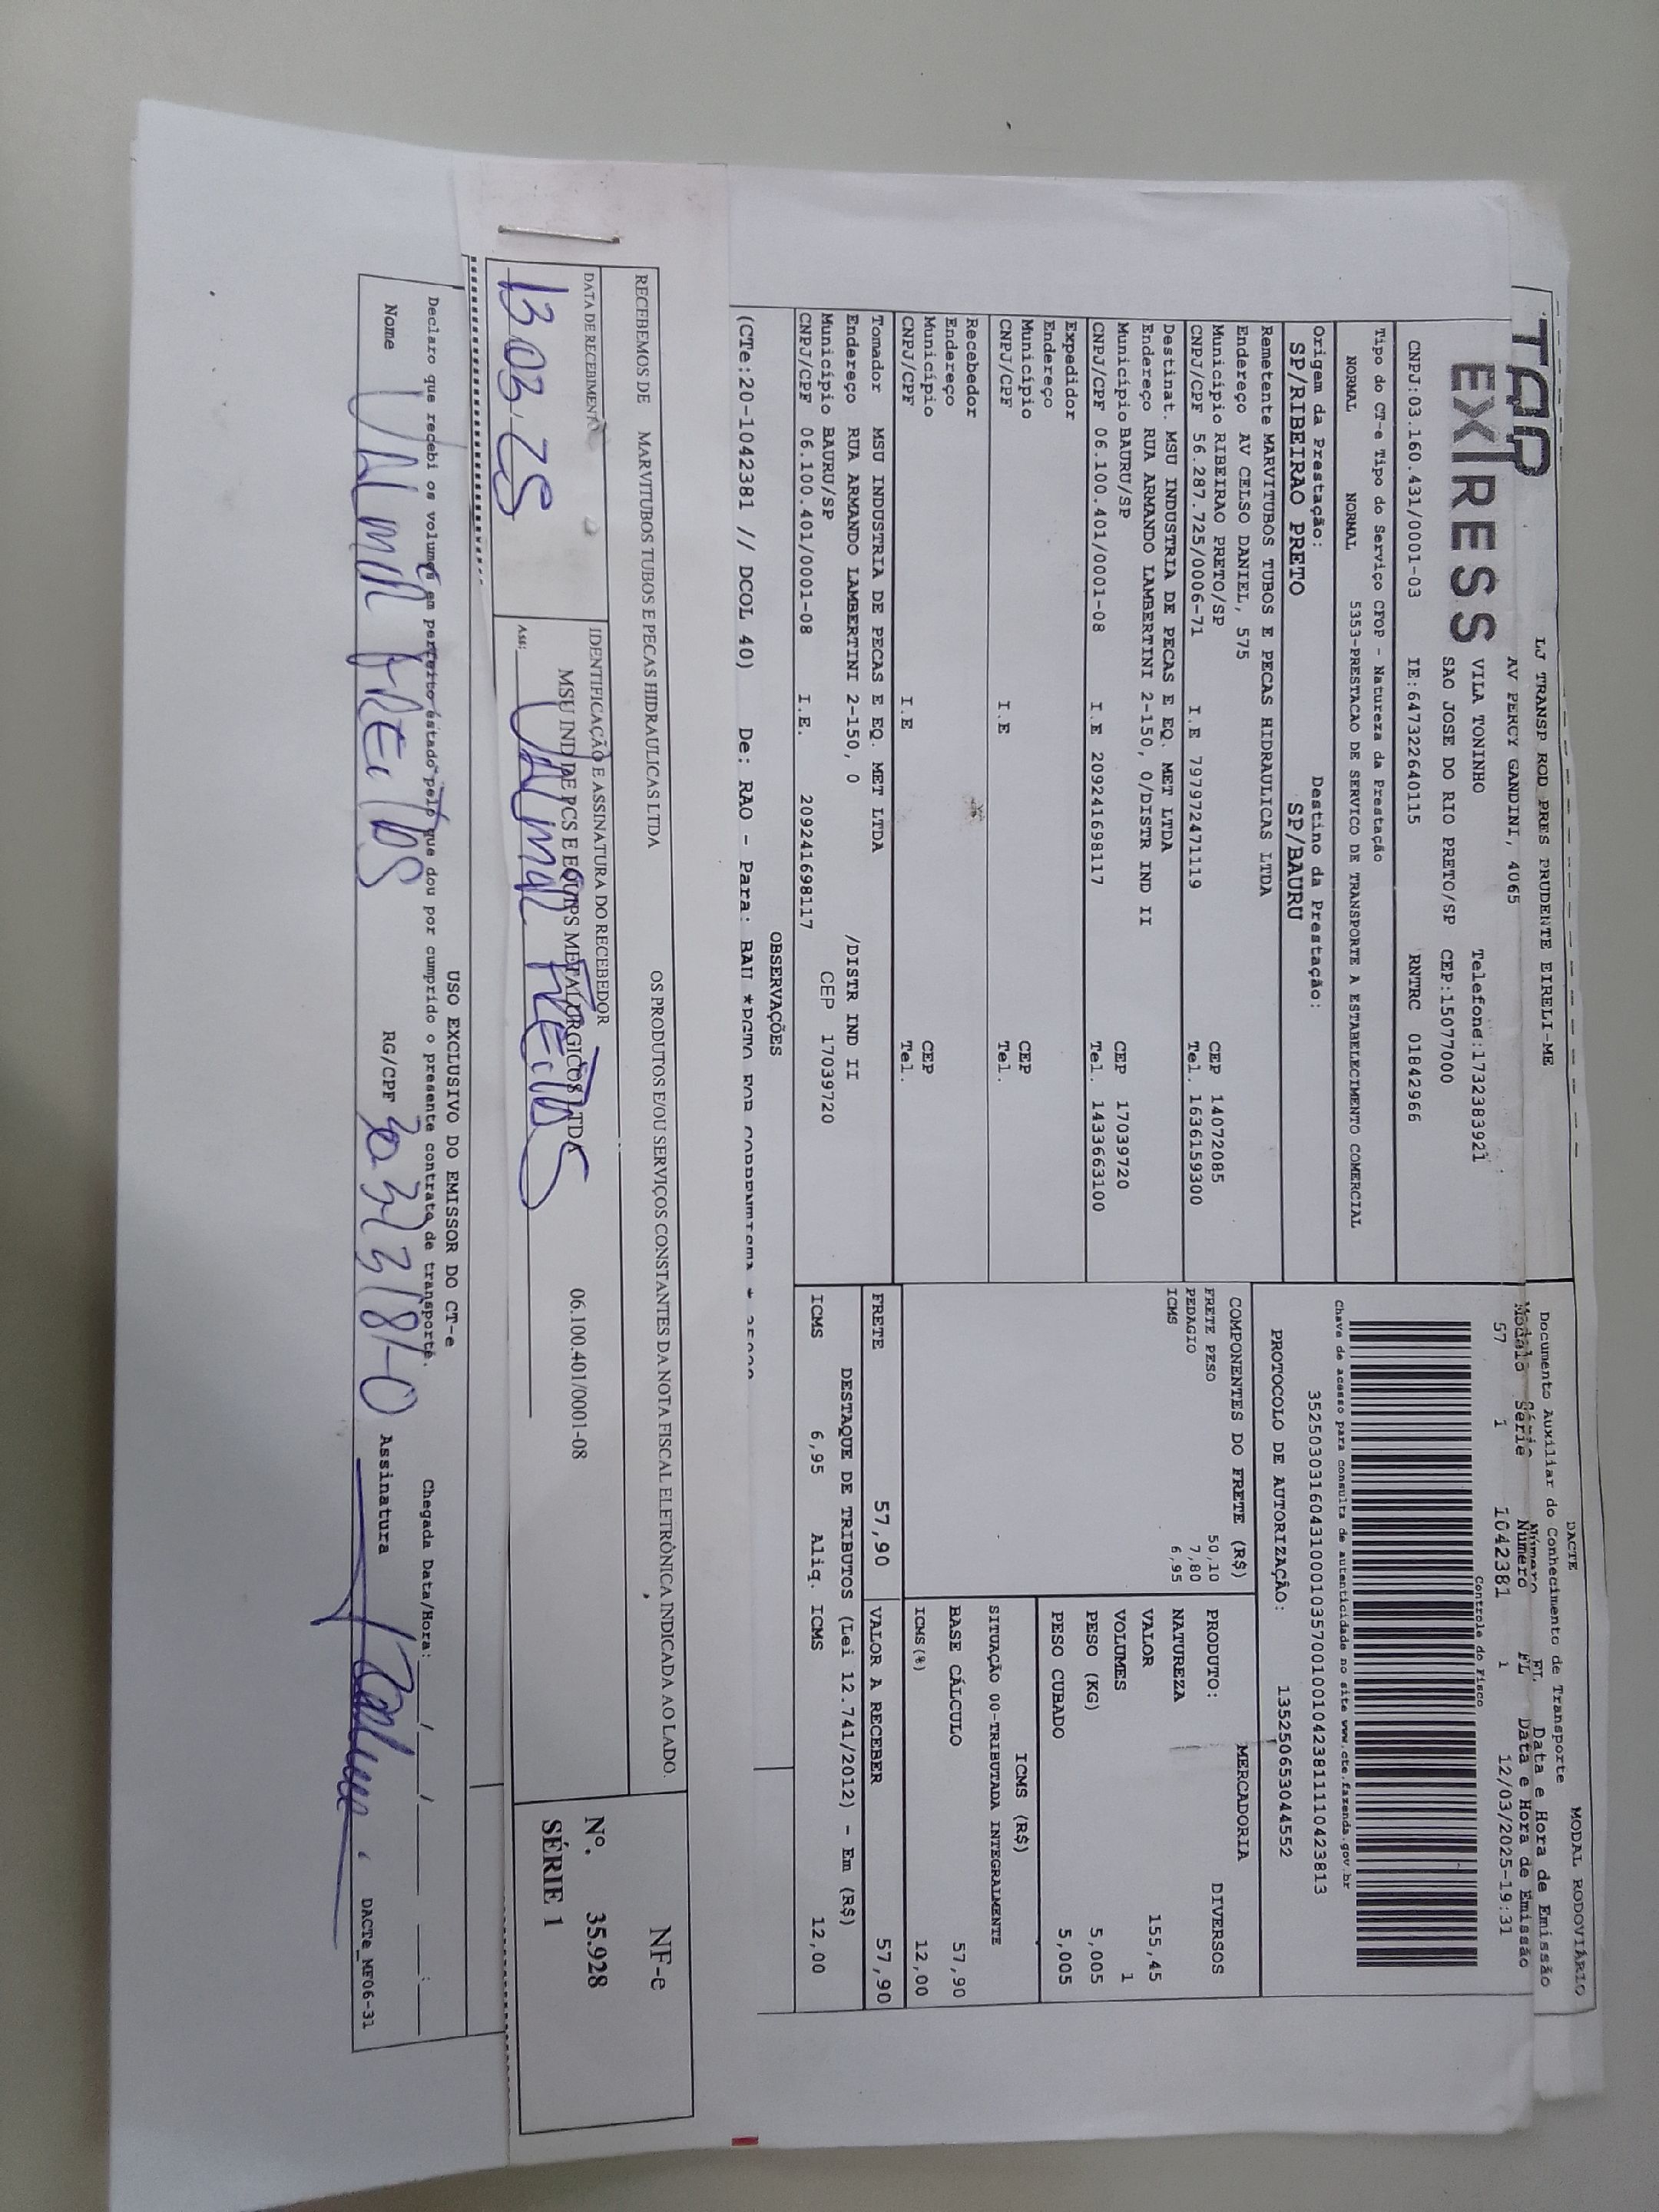 TAP EXPRESS
LJ TRANSP ROD PRES PRUDENTE EIRELI-ME
AV PERCY GANDINI, 4065
VILA TONINHO Telefone:1732383921
SAO JOSE DO RIO PRETO/SP CEP:15077000
CNPJ:03.160.431/0001-03 IE:647322640115 RNTRC 01842966
DACTE MODAL RODOVIÁRIO
Documento Auxiliar do Conhecimento de Transporte
Número FL Data e Hora de Emissão
Modelo Série Número FL Data e Hora de Emissão
57 1 1042381 1 12/03/2025-19:31
Controle do Fisco
Chave de acesso para consulta de autenticidade no site www.cte.fazenda.gov.br
35250303160431000103570010010423811110423813
PROTOCOLO DE AUTORIZAÇÃO: 135250653044552
Tipo do CT-e Tipo do Serviço CFOP - Natureza da Prestação
NORMAL NORMAL 5353-PRESTACAO DE SERVICO DE TRANSPORTE A ESTABELECIMENTO COMERCIAL
Origem da Prestação: Destino da Prestação:
SP/RIBEIRAO PRETO SP/BAURU
Remetente MARVITUBOS TUBOS E PECAS HIDRAULICAS LTDA
Endereço AV CELSO DANIEL, 575
Município RIBEIRAO PRETO/SP CEP 14072085
CNPJ/CPF 56.287.725/0006-71 I.E 797972471119 Tel. 1636159300
Destinat. MSU INDUSTRIA DE PECAS E EQ. MET LTDA
Endereço RUA ARMANDO LAMBERTINI 2-150, 0/DISTR IND II
Município BAURU/SP CEP 17039720
CNPJ/CPF 06.100.401/0001-08 I.E 209241698117 Tel. 1433663100
Expedidor
Endereço
Município CEP
CNPJ/CPF I.E Tel.
Recebedor
Endereço
Município CEP
CNPJ/CPF I.E Tel.
Tomador MSU INDUSTRIA DE PECAS E EQ. MET LTDA
Endereço RUA ARMANDO LAMBERTINI 2-150, 0 /DISTR IND II
Município BAURU/SP CEP 17039720
CNPJ/CPF 06.100.401/0001-08 I.E. 209241698117
COMPONENTES DO FRETE (R$)
FRETE PESO 50,10
PEDAGIO 7,80
ICMS 6,95
MERCADORIA
PRODUTO: DIVERSOS
NATUREZA
VALOR 155,45
VOLUMES 1
PESO (KG) 5,005
PESO CUBADO 5,005
ICMS (R$)
SITUAÇÃO 00-TRIBUTADA INTEGRALMENTE
BASE CÁLCULO 57,90
ICMS(%) 12,00
FRETE 57,90 VALOR A RECEBER 57,90
DESTAQUE DE TRIBUTOS (Lei 12.741/2012) - Em (R$)
ICMS 6,95 Aliq. ICMS 12,00
OBSERVAÇÕES
(CTe:20-1042381 // DCOL 40) De: RAO - Para: BAU *PGTO FOR CORRENTISTA *
RECEBEMOS DE MARVITUBOS TUBOS E PECAS HIDRAULICAS LTDA OS PRODUTOS E/OU SERVIÇOS CONSTANTES DA NOTA FISCAL ELETRÔNICA INDICADA AO LADO.
DATA DE RECEBIMENTO IDENTIFICAÇÃO E ASSINATURA DO RECEBEDOR
MSU IND DE PCS E EQUIPS METALÚRGICOS LTDA 06.100.401/0001-08
13 03.25
Ass:
NF-e
Nº. 35.928
SÉRIE 1
USO EXCLUSIVO DO EMISSOR DO CT-e
Declaro que recebi os volumes em perfeito estado pelo que dou por cumprido o presente contrato de transporte. Chegada Data/Hora: / / :
Nome RG/CPF Assinatura
DACTe_MF06-31